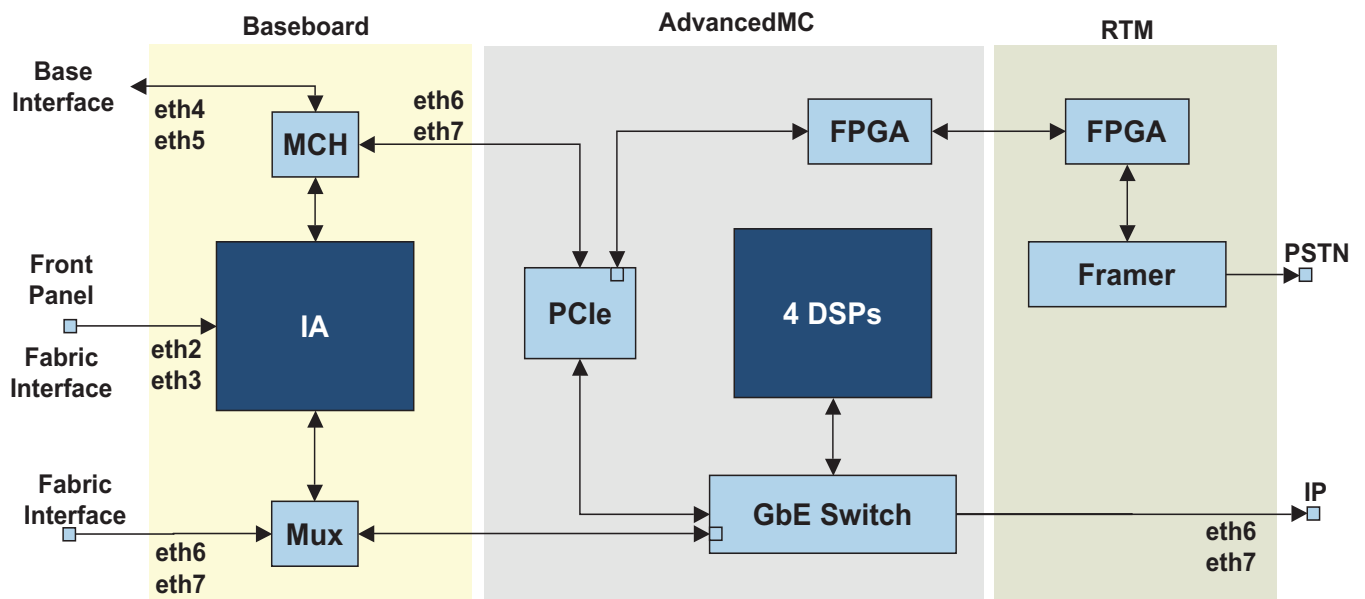 Baseboard
AdvancedMC
RTM
Base
Interface
eth4
eth5
MCH
eth6
eth7
FPGA
FPGA
Front
Panel
Fabric
Interface
eth2
eth3
IA
PCIe
4 DSPs
Framer
PSTN
Fabric
Interface
eth6
eth7
Mux
GbE Switch
IP
eth6
eth7